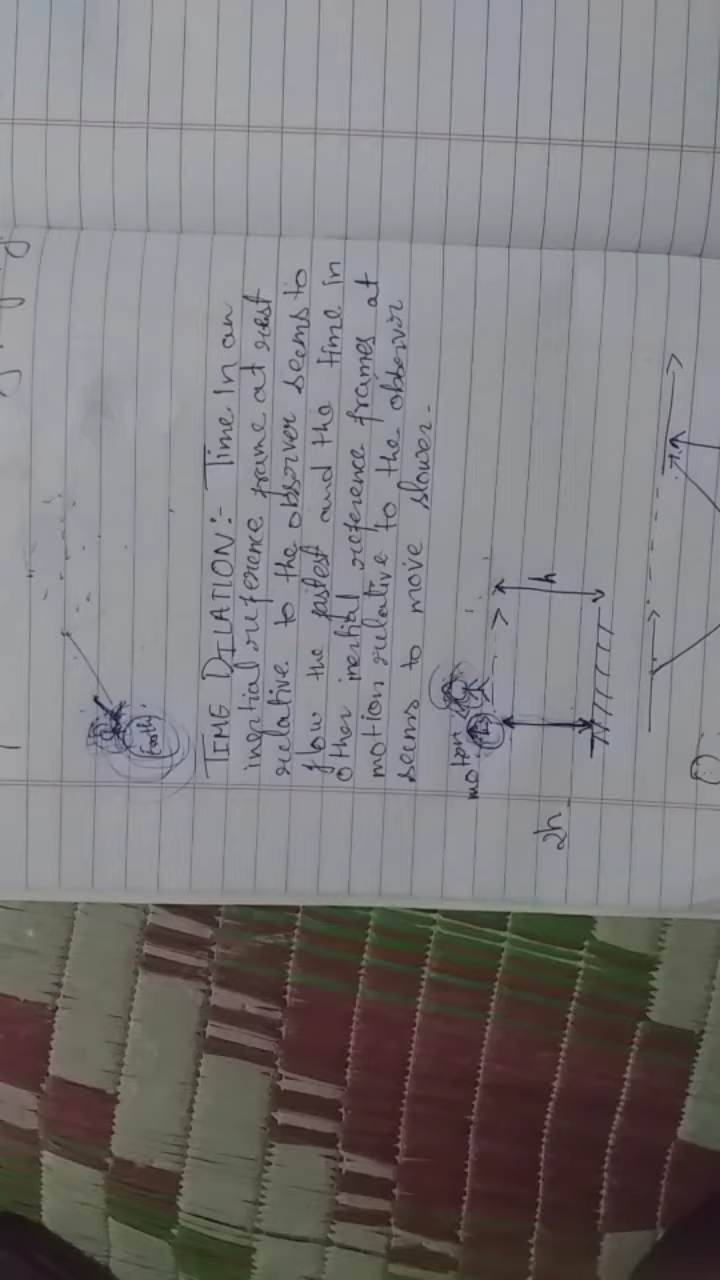 Earth
TIME DILATION:- Time In an
inertial reference frame at rest
relative to the observer seems to
flow the fastest and the time in
Other inertial reference frames at
motion relative to the observer
seems to move slower.
motion
h
2h